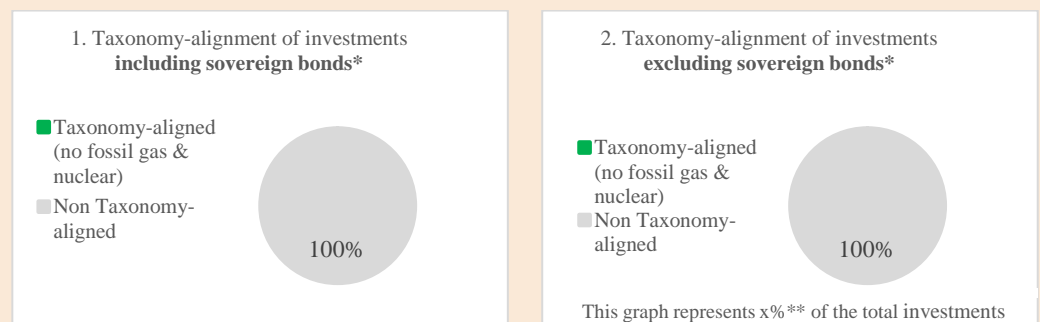 1. Taxonomy-alignment of investments
including sovereign bonds*
Taxonomy-aligned
(no fossil gas &
nuclear)
Non Taxonomy-
aligned
100%
2. Taxonomy-alignment of investments
excluding sovereign bonds*
Taxonomy-aligned
(no fossil gas &
nuclear)
Non Taxonomy-
aligned
100%
This graph represents x%** of the total investments